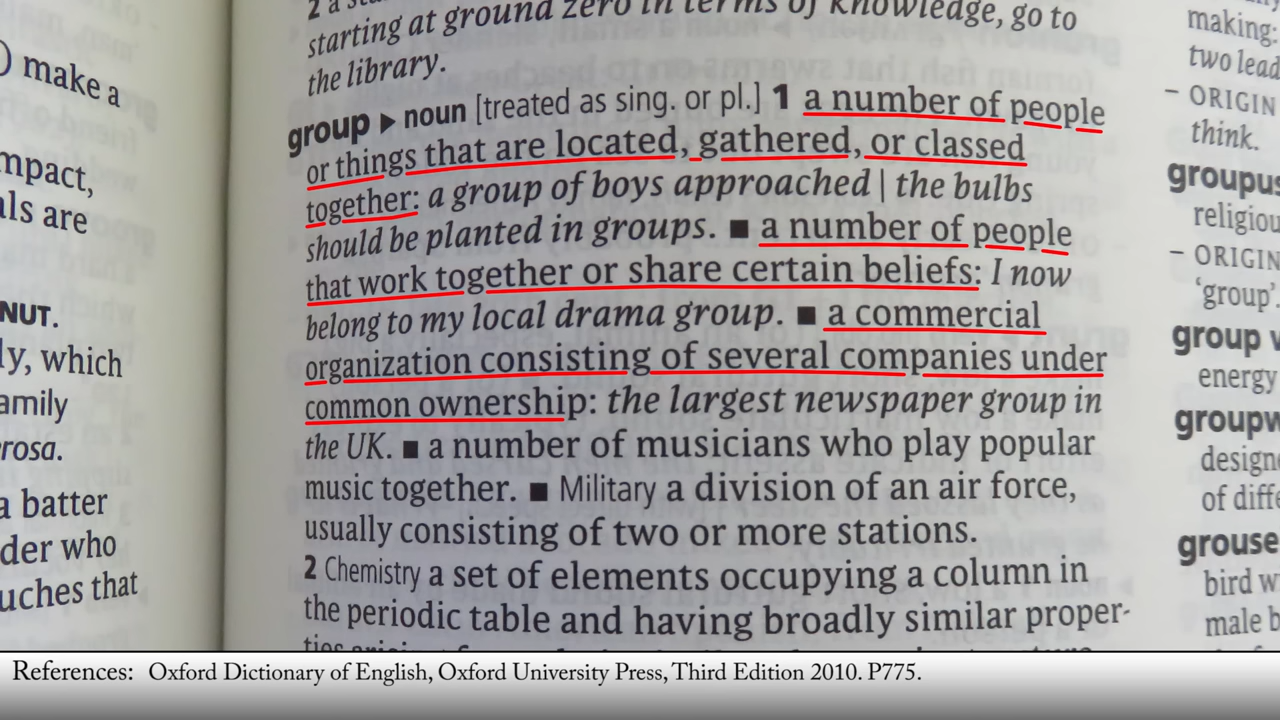 make a
mpact,
als are
NUT.
ly, which
amily
rosa.
a batter
der who
uches that
starting at ground zero in terms of knowledge, go to
the library.
group ▶ noun [treated as sing. or pl.] 1 a number of people
or things that are located, gathered, or classed
together: a group of boys approached | the bulbs
should be planted in groups. ■ a number of people
that work together or share certain beliefs: I now
belong to my local drama group. ■ a commercial
organization consisting of several companies under
common ownership: the largest newspaper group in
the UK. ■ a number of musicians who play popular
music together. ■ Military a division of an air force,
usually consisting of two or more stations.
2 Chemistry a set of elements occupying a column in
the periodic table and having broadly similar proper-
making:
two lead
– ORIGIN
think.
groupus
religiou
– ORIGIN
‘group’
group
energy
groupw
designe
of diffe
grouse
bird w
male b
References: Oxford Dictionary of English, Oxford University Press, Third Edition 2010. P775.